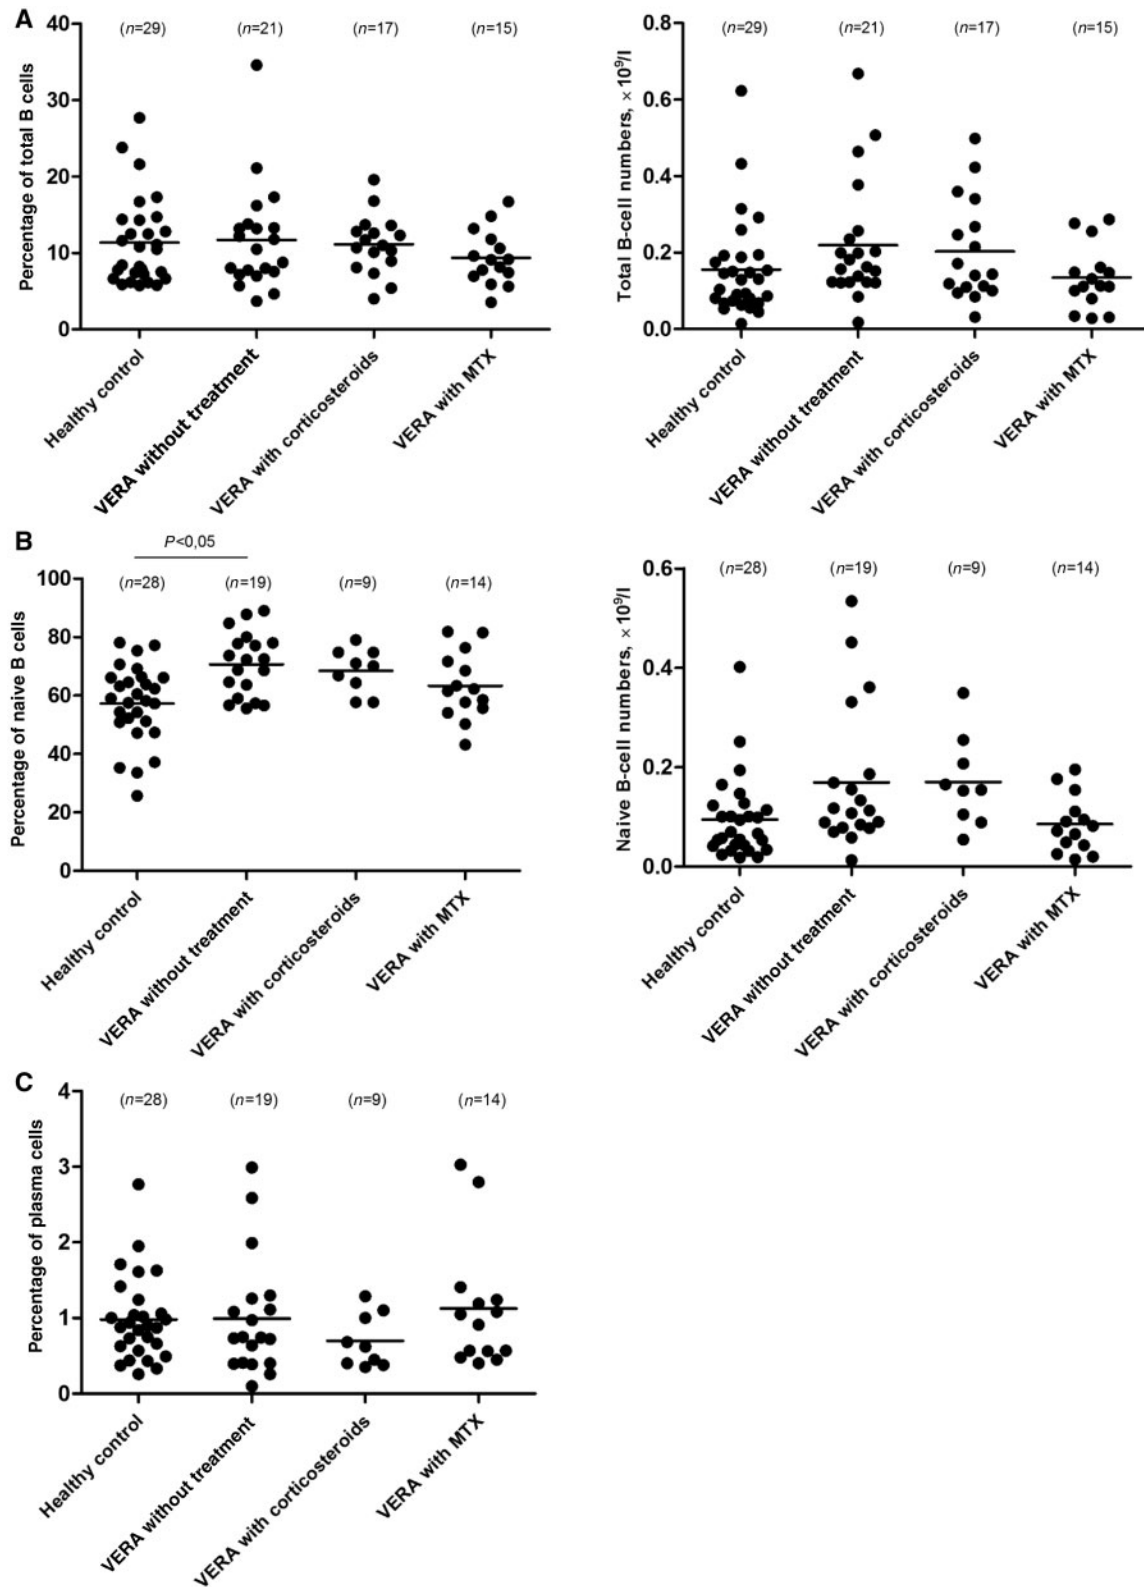 A
Percentage of total B cells
40
30
20
10
0
(n=29)
(n=21)
(n=17)
(n=15)
Healthy control
VERA without treatment
VERA with corticosteroids
VERA with MTX
Total B-cell numbers, × 10⁹/l
0.8
0.6
0.4
0.2
0.0
(n=29)
(n=21)
(n=17)
(n=15)
Healthy control
VERA without treatment
VERA with corticosteroids
VERA with MTX
B
P<0,05
Percentage of naive B cells
100
80
60
40
20
0
(n=28)
(n=19)
(n=9)
(n=14)
Healthy control
VERA without treatment
VERA with corticosteroids
VERA with MTX
Naive B-cell numbers, × 10⁹/l
0.6
0.4
0.2
0.0
(n=28)
(n=19)
(n=9)
(n=14)
Healthy control
VERA without treatment
VERA with corticosteroids
VERA with MTX
C
Percentage of plasma cells
4
3
2
1
0
(n=28)
(n=19)
(n=9)
(n=14)
Healthy control
VERA without treatment
VERA with corticosteroids
VERA with MTX